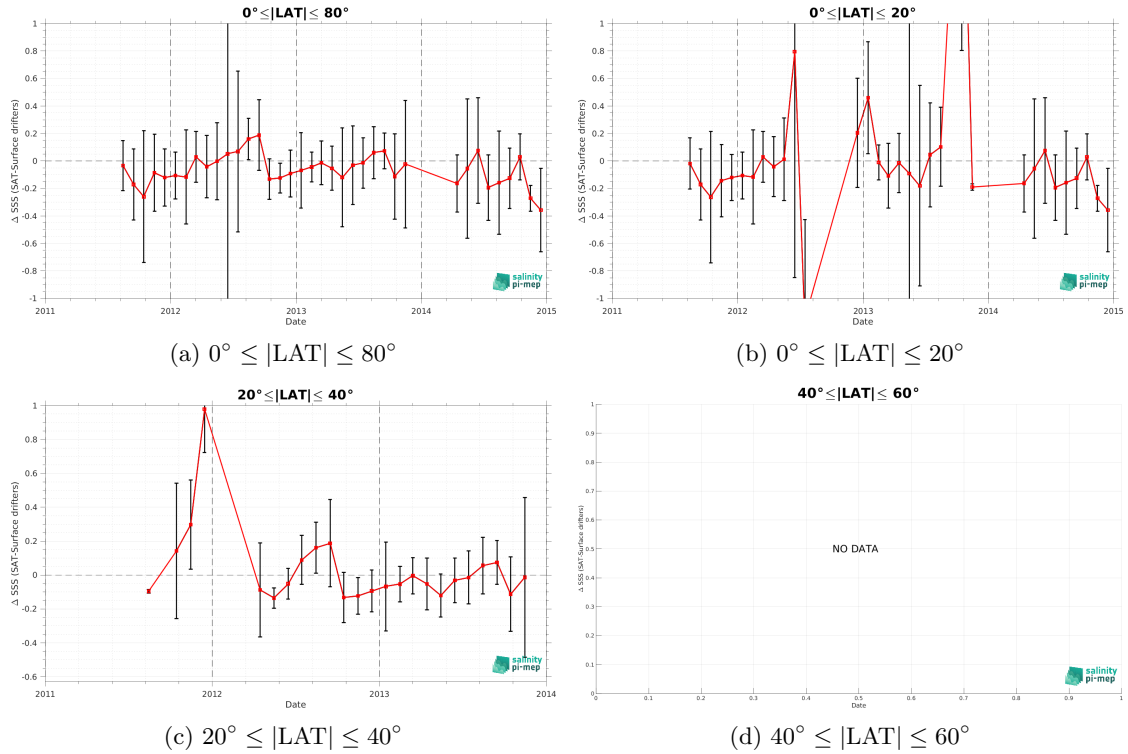 0°≤|LAT|≤ 80°
1
0.8
0.6
0.4
0.2
0
-0.2
-0.4
-0.6
-0.8
-1
Δ SSS (SAT-Surface drifters)
2011
2012
2013
2014
2015
Date
salinity
pi-mep
(a) 0° ≤ |LAT| ≤ 80°
0°≤|LAT|≤ 20°
1
0.8
0.6
0.4
0.2
0
-0.2
-0.4
-0.6
-0.8
-1
Δ SSS (SAT-Surface drifters)
2011
2012
2013
2014
2015
Date
salinity
pi-mep
(b) 0° ≤ |LAT| ≤ 20°
20°≤|LAT|≤ 40°
1
0.8
0.6
0.4
0.2
0
-0.2
-0.4
-0.6
Δ SSS (SAT-Surface drifters)
2011
2012
2013
2014
Date
salinity
pi-mep
(c) 20° ≤ |LAT| ≤ 40°
40°≤|LAT|≤ 60°
1
0.9
0.8
0.7
0.6
0.5
0.4
0.3
0.2
0.1
0
Δ SSS (SAT-Surface drifters)
NO DATA
0
0.1
0.2
0.3
0.4
0.5
0.6
0.7
0.8
0.9
1
Date
salinity
pi-mep
(d) 40° ≤ |LAT| ≤ 60°